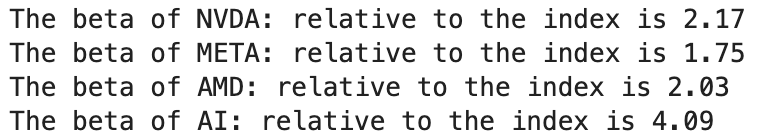 The beta of NVDA: relative to the index is 2.17
The beta of META: relative to the index is 1.75
The beta of AMD: relative to the index is 2.03
The beta of AI: relative to the index is 4.09